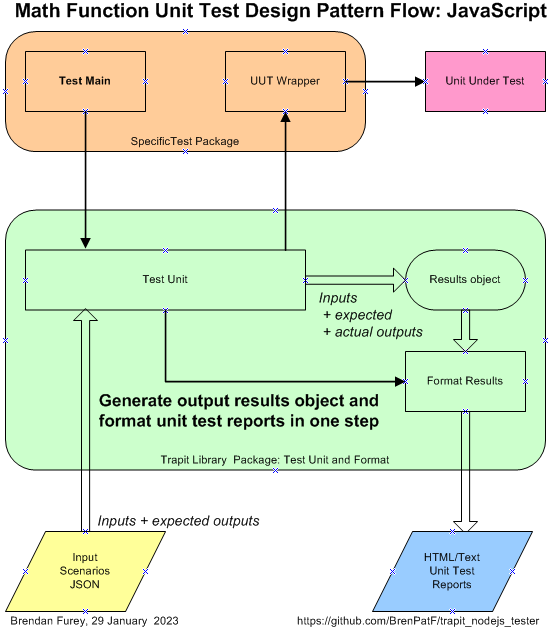 Math Function Unit Test Design Pattern Flow: JavaScript
Test Main
UUT Wrapper
Unit Under Test
SpecificTest Package
Test Unit
Results object
Inputs
+ expected
+ actual outputs
Format Results
Generate output results object and
format unit test reports in one step
Trapit Library  Package: Test Unit and Format
Inputs + expected outputs
Input
Scenarios
JSON
HTML/Text
Unit Test
Reports
Brendan Furey, 29 January  2023
https://github.com/BrenPatF/trapit_nodejs_tester